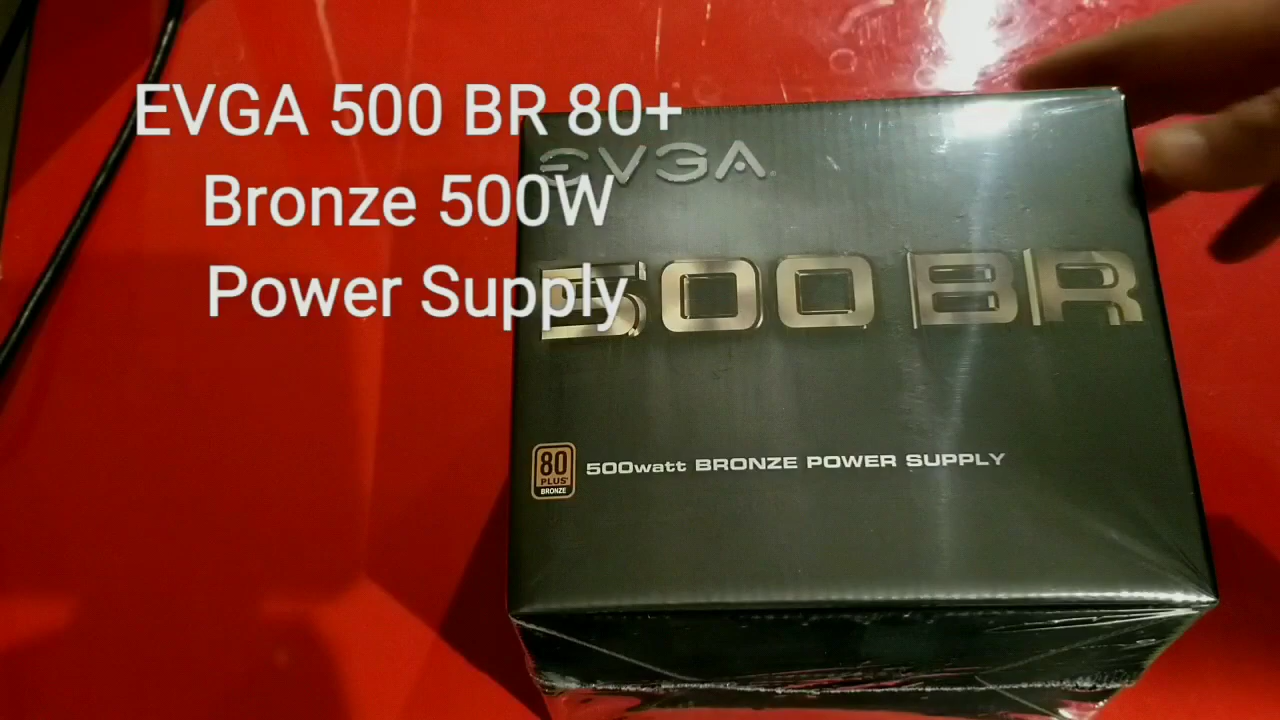 EVGA 500 BR 80+
Bronze 500W
Power Supply
EVGA
500 BR
80
PLUS
BRONZE
500watt BRONZE POWER SUPPLY